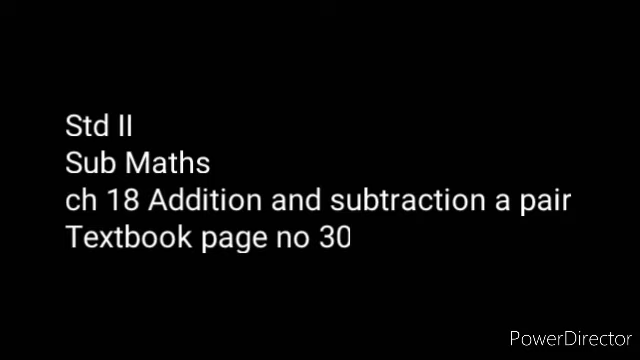 Std II
Sub Maths
ch 18 Addition and subtraction a pair
Textbook page no 30
PowerDirector